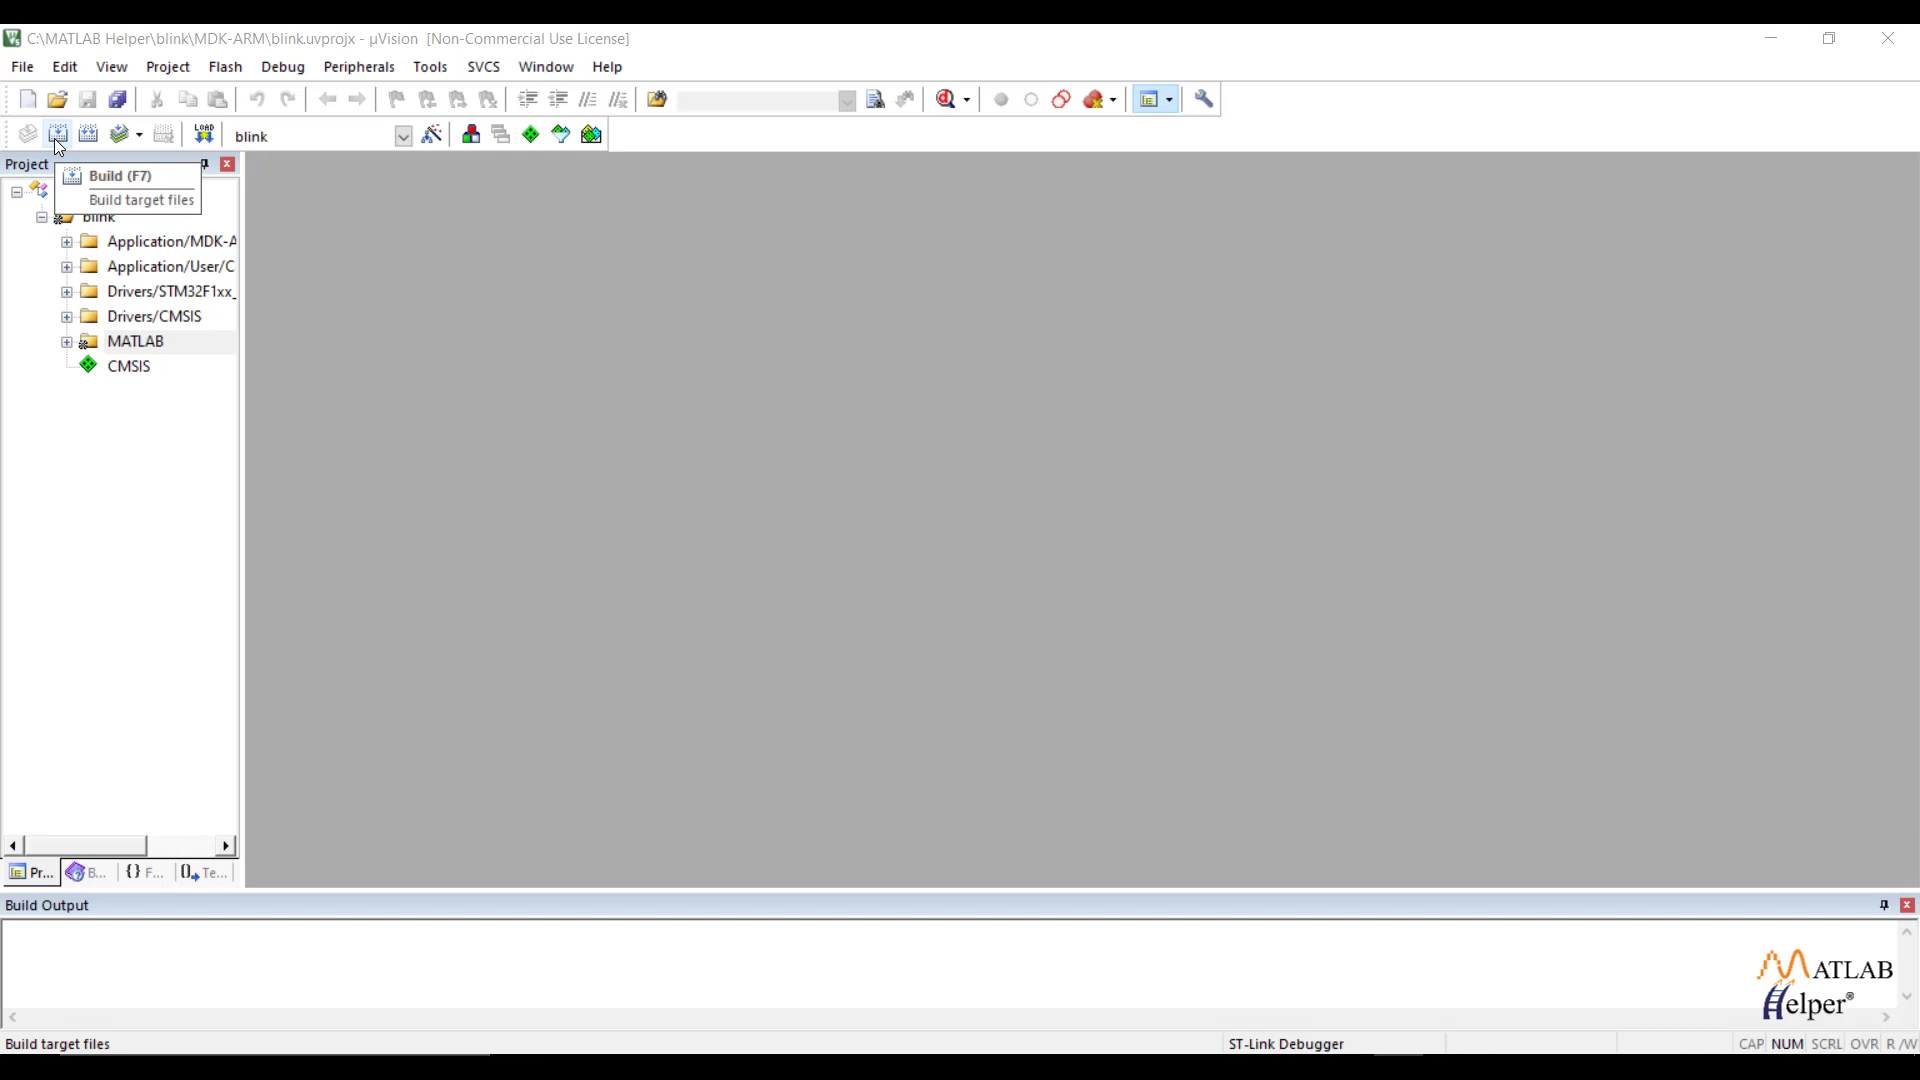 C:\MATLAB Helper\blink\MDK-ARM\blink.uvprojx - µVision [Non-Commercial Use License]
File Edit View Project Flash Debug Peripherals Tools SVCS Window Help
LOAD blink
Project
Build (F7)
Build target files
blink
Application/MDK-A
Application/User/C
Drivers/STM32F1xx_
Drivers/CMSIS
MATLAB
CMSIS
Pr... B... {} F... Te...
Build Output
MATLAB
Helper®
Build target files ST-Link Debugger CAP NUM SCRL OVR R /W